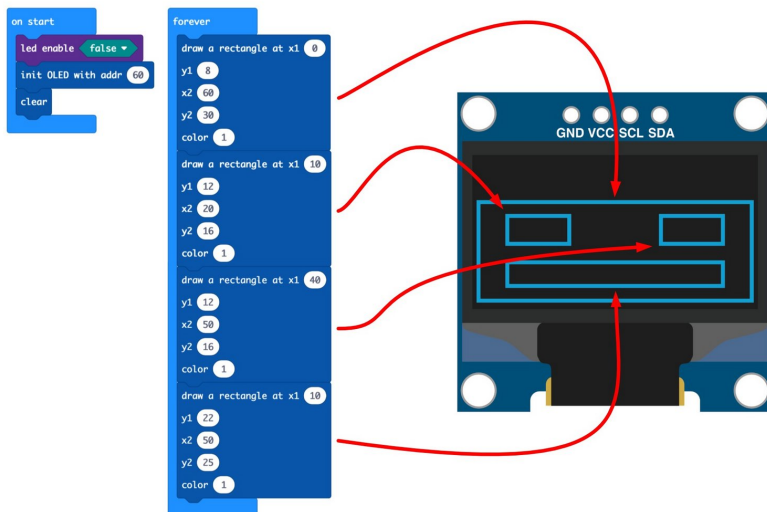 on start
led enable false
init OLED with addr 60
clear
forever
draw a rectangle at x1 0
y1 8
x2 60
y2 30
color 1
draw a rectangle at x1 10
y1 12
x2 20
y2 16
color 1
draw a rectangle at x1 40
y1 12
x2 50
y2 16
color 1
draw a rectangle at x1 10
y1 22
x2 50
y2 25
color 1
GND VCC SCL SDA